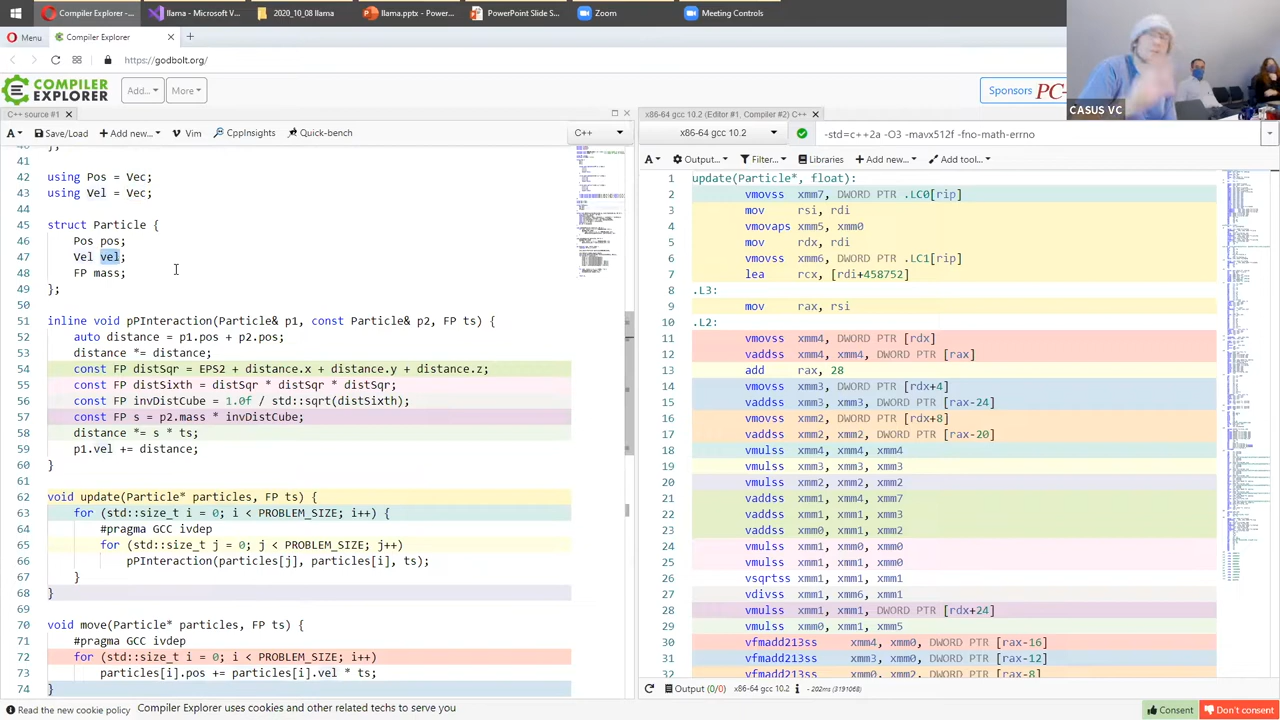 Compiler Explorer - ...
llama - Microsoft V...
2020_10_08 llama
llama.pptx - PowerP...
PowerPoint Slide S...
Zoom
Meeting Controls
Menu
Compiler Explorer
https://godbolt.org/
COMPILER
EXPLORER
Add...
More
Sponsors
PC-
CASUS VC
C++ source #1
A
Save/Load
Add new...
Vim
CppInsights
Quick-bench
C++
40 };
41
42 using Pos = Vec;
43 using Vel = Vec;
44
45 struct Particle
46 Pos pos;
47 Vel vel;
48 FP mass;
49 };
50
51 inline void pPInteraction(Particle& p1, const Particle& p2, FP ts) {
52 auto distance = p1.pos + p2.pos;
53 distance *= distance;
54 const FP distSqr = EPS2 + distance.x + distance.y + distance.z;
55 const FP distSixth = distSqr * distSqr * distSqr;
56 const FP invDistCube = 1.0f / std::sqrt(distSixth);
57 const FP s = p2.mass * invDistCube;
58 distance *= s * ts;
59 p1.vel += distance;
60 }
61
62 void update(Particle* particles, FP ts) {
63 for (std::size_t i = 0; i < PROBLEM_SIZE; i++)
64 #pragma GCC ivdep
65 for (std::size_t j = 0; j < PROBLEM_SIZE; j++)
66 pPInteraction(particles[j], particles[i], ts);
67 }
68 }
69
70 void move(Particle* particles, FP ts) {
71 #pragma GCC ivdep
72 for (std::size_t i = 0; i < PROBLEM_SIZE; i++)
73 particles[i].pos += particles[i].vel * ts;
74 }
x86-64 gcc 10.2 (Editor #1, Compiler #2) C++
x86-64 gcc 10.2
-std=c++2a -O3 -mavx512f -fno-math-errno
A
Output...
Filter...
Libraries
Add new...
Add tool...
1 update(Particle*, float):
2 vmovss xmm7, DWORD PTR .LC0[rip]
3 mov rsi, rdi
4 vmovaps xmm5, xmm0
5 mov rdx, rdi
6 vmovss xmm6, DWORD PTR .LC1[rip]
7 lea [rdi+458752]
8 .L3:
9 mov rax, rsi
10 .L2:
11 vmovss xmm4, DWORD PTR [rdx]
12 vaddss xmm4, xmm4, DWORD PTR [rax]
13 add rax, 28
14 vmovss xmm3, DWORD PTR [rdx+4]
15 vaddss xmm3, xmm3, DWORD PTR [rax-24]
16 vmovss xmm2, DWORD PTR [rdx+8]
17 vaddss xmm2, xmm2, DWORD PTR [rax-20]
18 vmulss xmm4, xmm4, xmm4
19 vmulss xmm3, xmm3, xmm3
20 vmulss xmm2, xmm2, xmm2
21 vaddss
22 vaddss
23 vaddss xmm0, xmm1, xmm2
24 vmulss xmm1, xmm0, xmm0
25 vmulss xmm1, xmm1, xmm0
26 vsqrtss xmm1, xmm1, xmm1
27 vdivss xmm1, xmm6, xmm1
28 vmulss xmm1, xmm1, DWORD PTR [rdx+24]
29 vmulss xmm0, xmm1, xmm5
30 vfmadd213ss xmm4, xmm0, DWORD PTR [rax-16]
31 vfmadd213ss xmm3, xmm0, DWORD PTR [rax-12]
32 vfmadd213ss xmm2, xmm0, DWORD PTR [rax-8]
Output (0/0) x86-64 gcc 10.2 i - 202ms (319106B)
Read the new cookie policy
Compiler Explorer uses cookies and other related techs to serve you
Consent
Don't consent